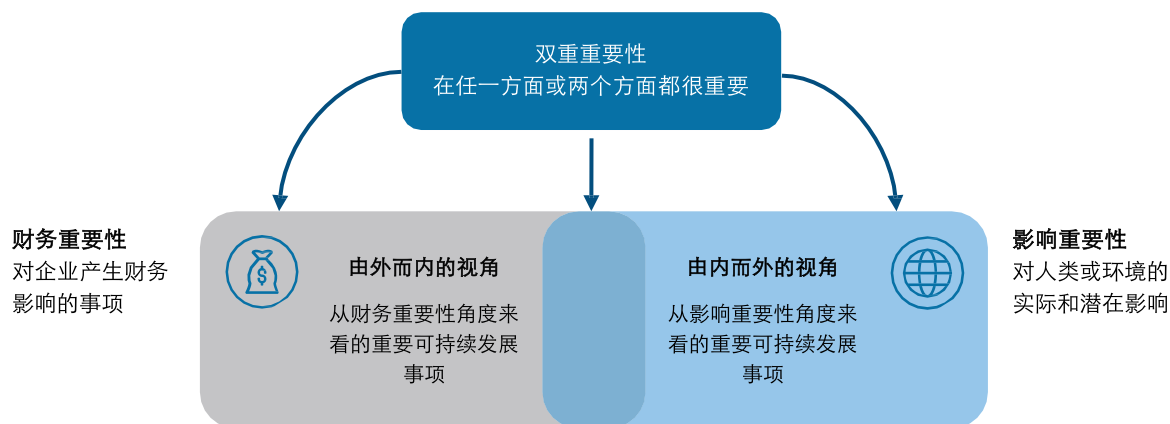 双重重要性
在任一方面或两个方面都很重要
财务重要性
对企业产生财务
影响的事项
$
由外而内的视角
从财务重要性角度来
看的重要可持续发展
事项
由内而外的视角
从影响重要性角度来
看的重要可持续发展
事项
影响重要性
对人类或环境的
实际和潜在影响